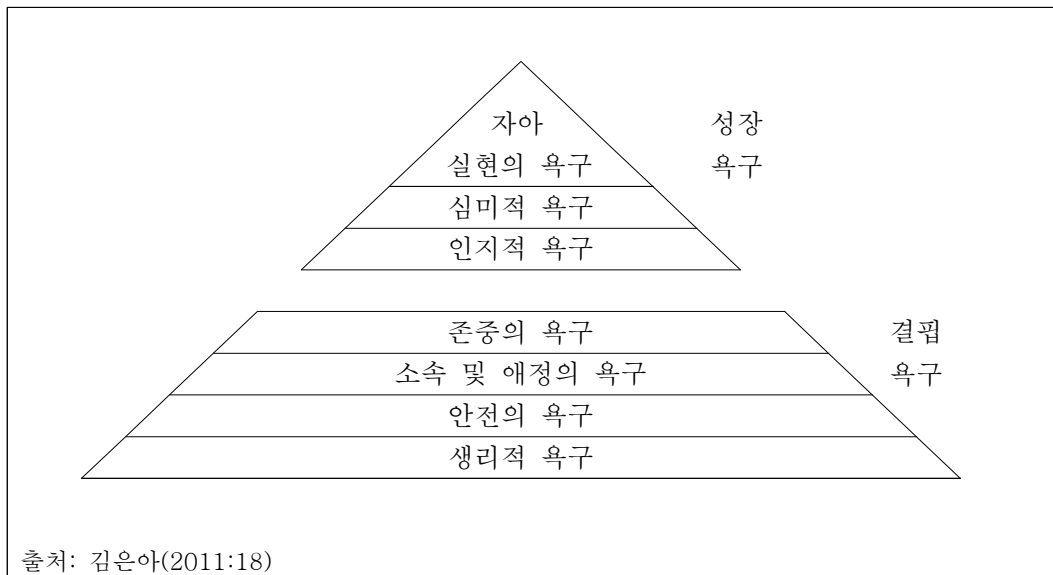 자아
실현의 욕구
성장
욕구
심미적 욕구
인지적 욕구
존중의 욕구
결핍
욕구
소속 및 애정의 욕구
안전의 욕구
생리적 욕구
출처: 김은아(2011:18)